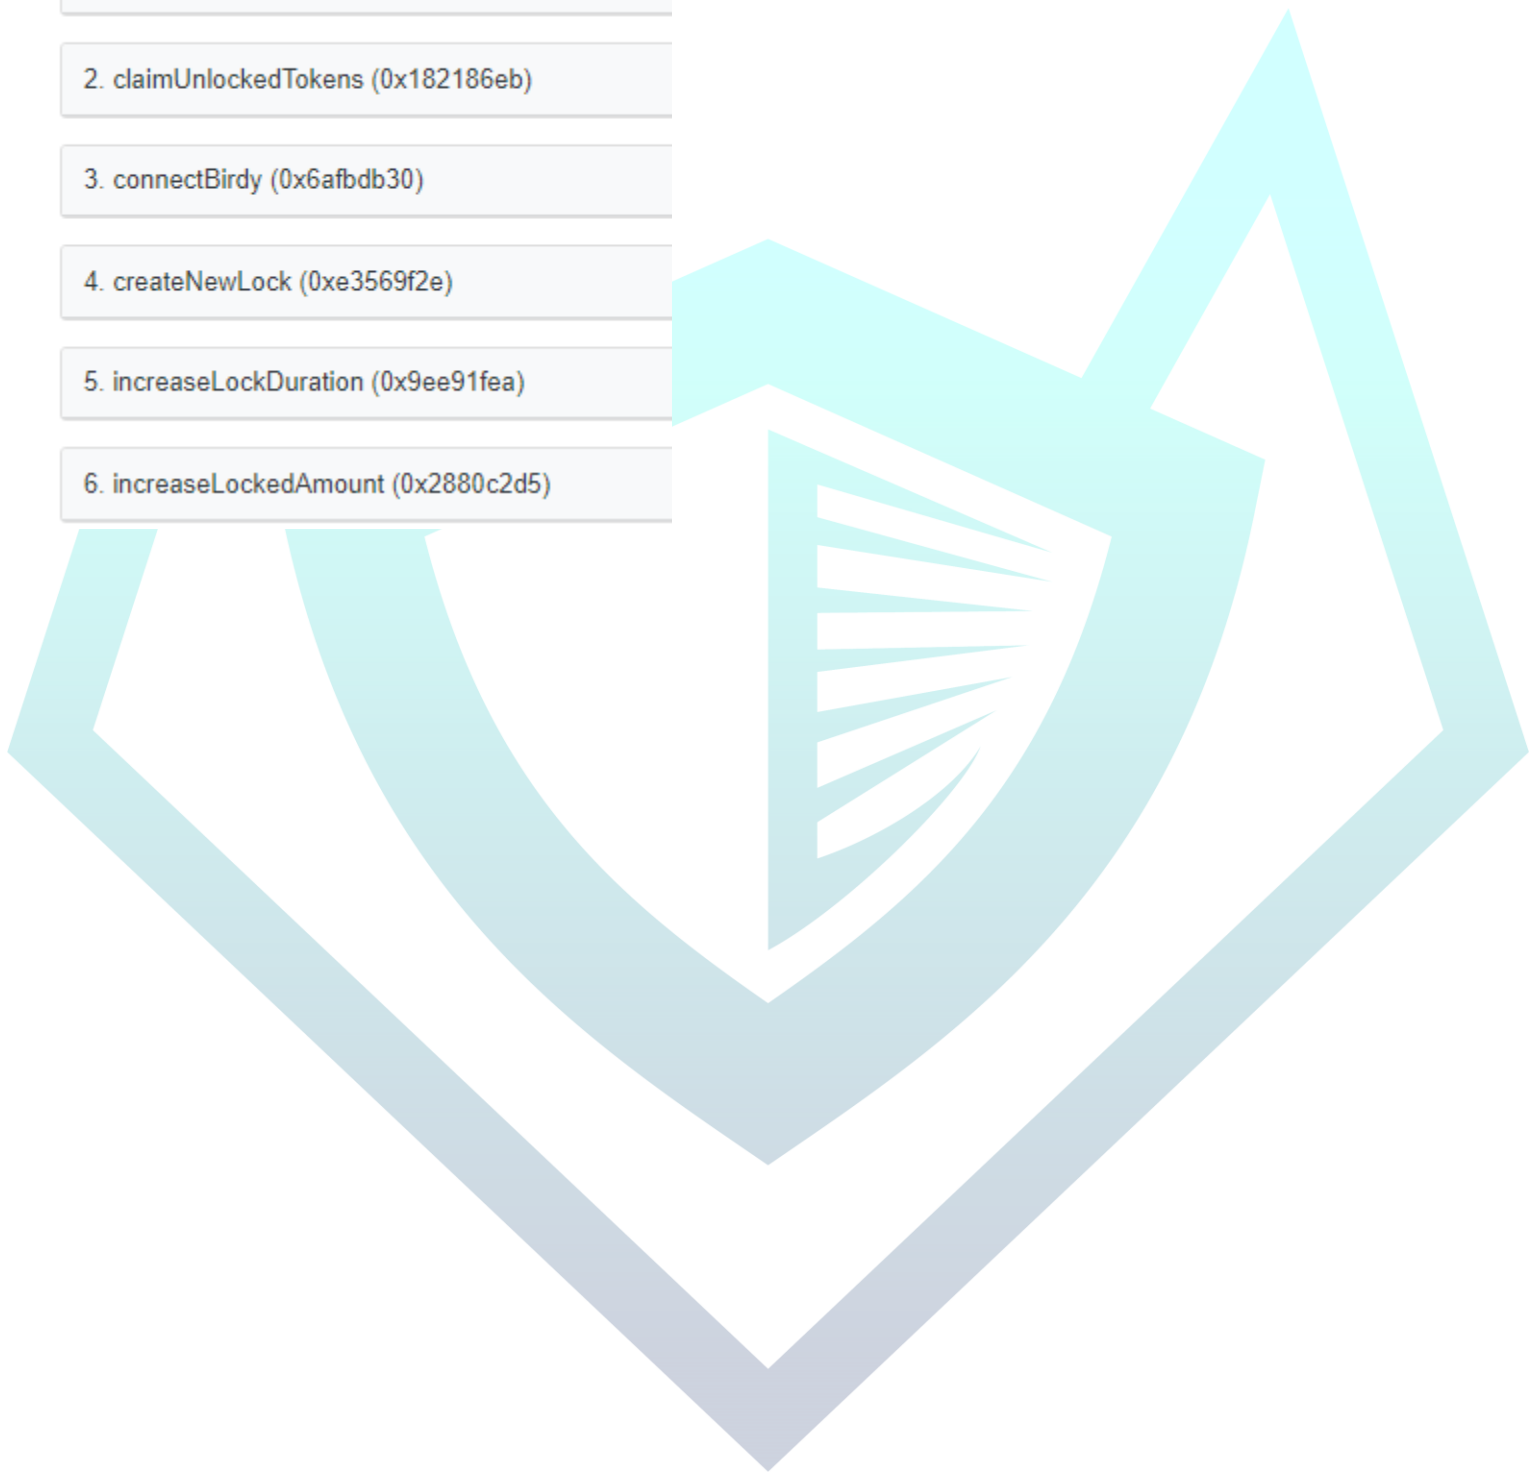 2. claimUnlockedTokens (0x182186eb)
3. connectBirdy (0x6afbdb30)
4. createNewLock (0xe3569f2e)
5. increaseLockDuration (0x9ee91fea)
6. increaseLockedAmount (0x2880c2d5)